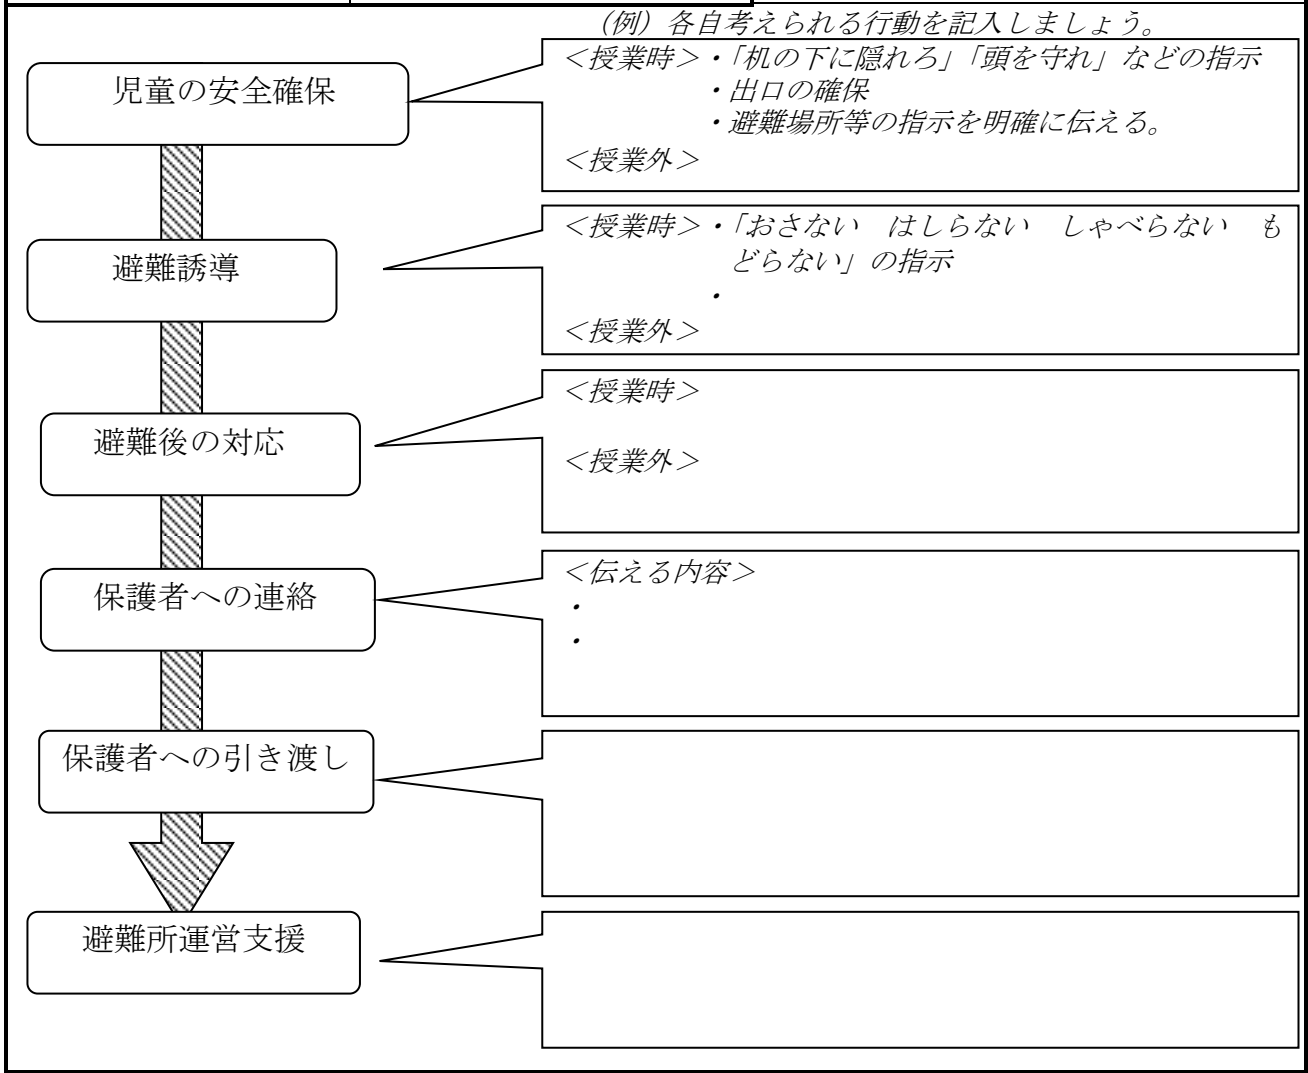 （例）各自考えられる行動を記入しましょう。
児童の安全確保
＜授業時＞・「机の下に隠れろ」「頭を守れ」などの指示
・出口の確保
・避難場所等の指示を明確に伝える。
＜授業外＞
避難誘導
＜授業時＞・「おさない　はしらない　しゃべらない　も
どらない」の指示
・
＜授業外＞
避難後の対応
＜授業時＞
＜授業外＞
保護者への連絡
＜伝える内容＞
・
・
保護者への引き渡し
避難所運営支援